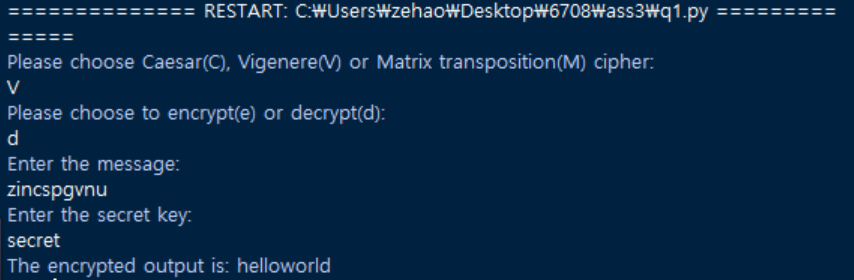 ============== RESTART: C:₩Users₩zehao₩Desktop₩6708₩ass3₩q1.py =========
=====
Please choose Caesar(C), Vigenere(V) or Matrix transposition(M) cipher:
V
Please choose to encrypt(e) or decrypt(d):
d
Enter the message:
zincspgvnu
Enter the secret key:
secret
The encrypted output is: helloworld